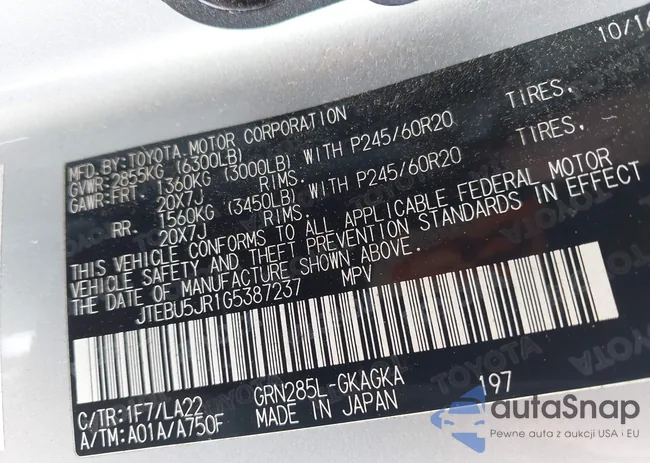 10/16
MFD.BY:TOYOTA MOTOR CORPORATION
GVWR:2855KG (6300LB)
GAWR:FRT. 1360KG (3000LB) WITH P245/60R20 TIRES,
20X7J RIMS,
RR. 1560KG (3450LB) WITH P245/60R20 TIRES,
20X7J RIMS.
THIS VEHICLE CONFORMS TO ALL APPLICABLE FEDERAL MOTOR
VEHICLE SAFETY AND THEFT PREVENTION STANDARDS IN EFFECT ON THE
DATE OF MANUFACTURE SHOWN ABOVE.
JTEBU5JR1G5387237 MPV
C/TR:1F7/LA22 GRN285L-GKAGKA 197
A/TM:A01A/A750F MADE IN JAPAN
autaSnap
Pewne auta z aukcji USA i EU